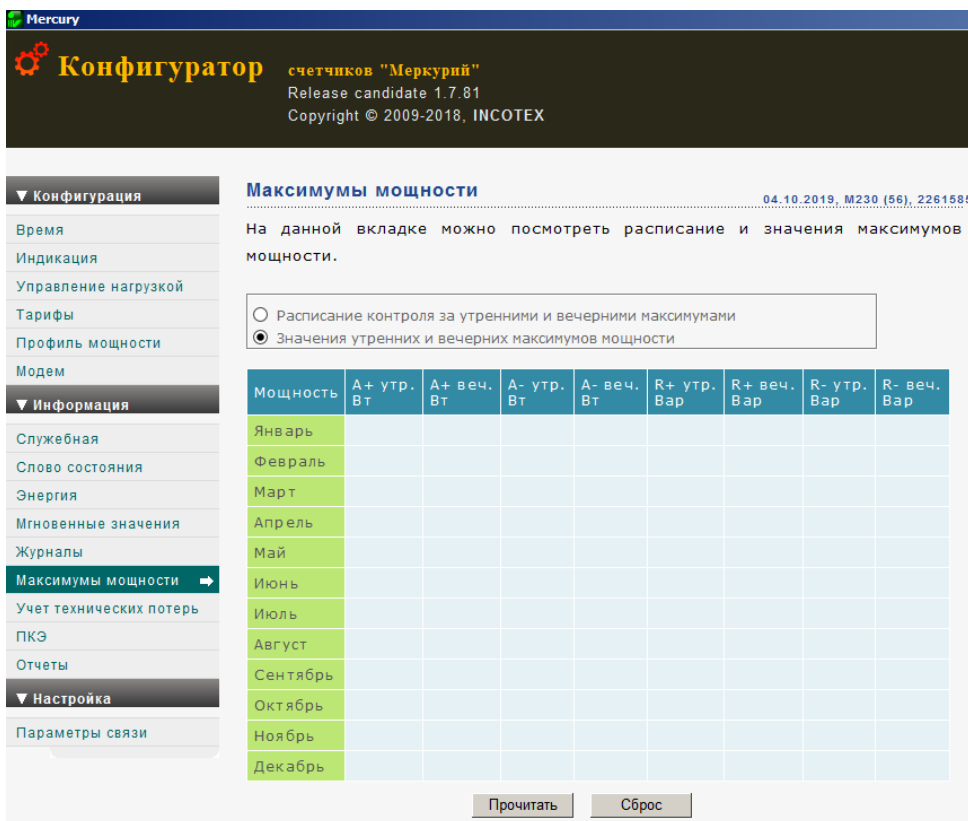 Mercury
Конфигуратор счетчиков "Меркурий"
Release candidate 1.7.81
Copyright © 2009-2018, INCOTEX
▼ Конфигурация
Время
Индикация
Управление нагрузкой
Тарифы
Профиль мощности
Модем
▼ Информация
Служебная
Слово состояния
Энергия
Мгновенные значения
Журналы
Максимумы мощности
Учет технических потерь
ПКЭ
Отчеты
▼ Настройка
Параметры связи
Максимумы мощности
04.10.2019, М230 (56), 2261585
На данной вкладке можно посмотреть расписание и значения максимумов
мощности.
Расписание контроля за утренними и вечерними максимумами
Значения утренних и вечерних максимумов мощности
Мощность A+ утр. Вт A+ веч. Вт A- утр. Вт A- веч. Вт R+ утр. Вар R+ веч. Вар R- утр. Вар R- веч. Вар
Январь
Февраль
Март
Апрель
Май
Июнь
Июль
Август
Сентябрь
Октябрь
Ноябрь
Декабрь
Прочитать Сброс